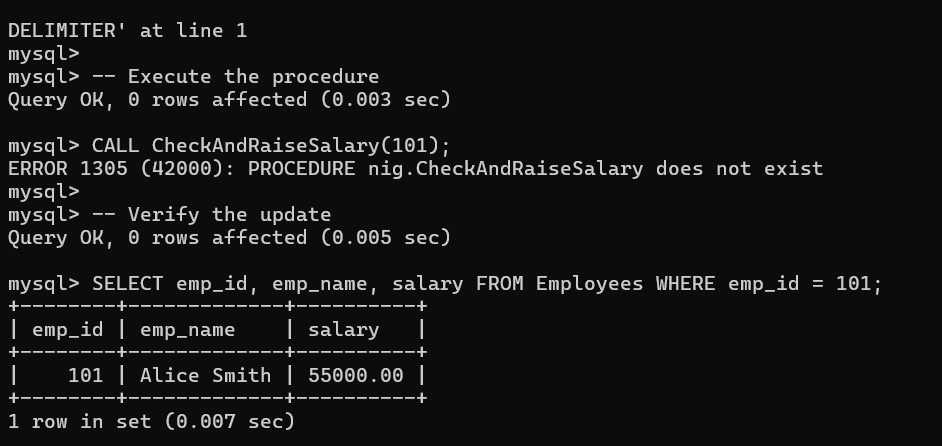 DELIMITER' at line 1
mysql>
mysql> -- Execute the procedure
Query OK, 0 rows affected (0.003 sec)
mysql> CALL CheckAndRaiseSalary(101);
ERROR 1305 (42000): PROCEDURE nig.CheckAndRaiseSalary does not exist
mysql>
mysql> -- Verify the update
Query OK, 0 rows affected (0.005 sec)
mysql> SELECT emp_id, emp_name, salary FROM Employees WHERE emp_id = 101;
+--------+-------------+----------+
| emp_id | emp_name    | salary   |
+--------+-------------+----------+
|    101 | Alice Smith | 55000.00 |
+--------+-------------+----------+
1 row in set (0.007 sec)